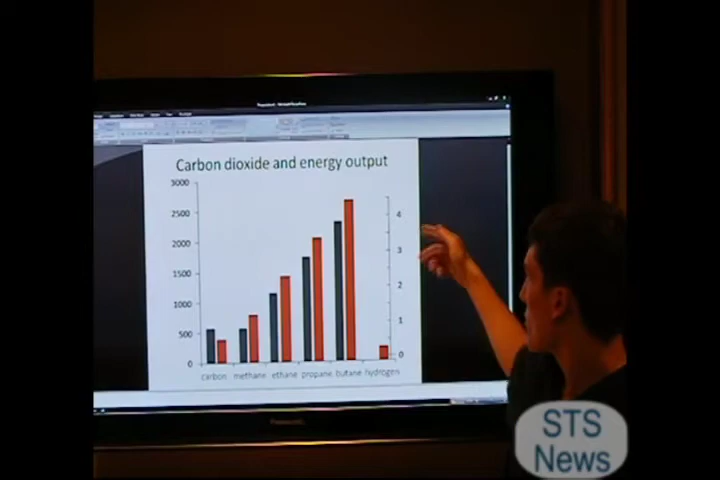 Carbon dioxide and energy output
3000
2500
2000
1500
1000
500
0
4
3
2
1
0
carbon methane ethane propane butane hydrogen
Panasonic
STS
News